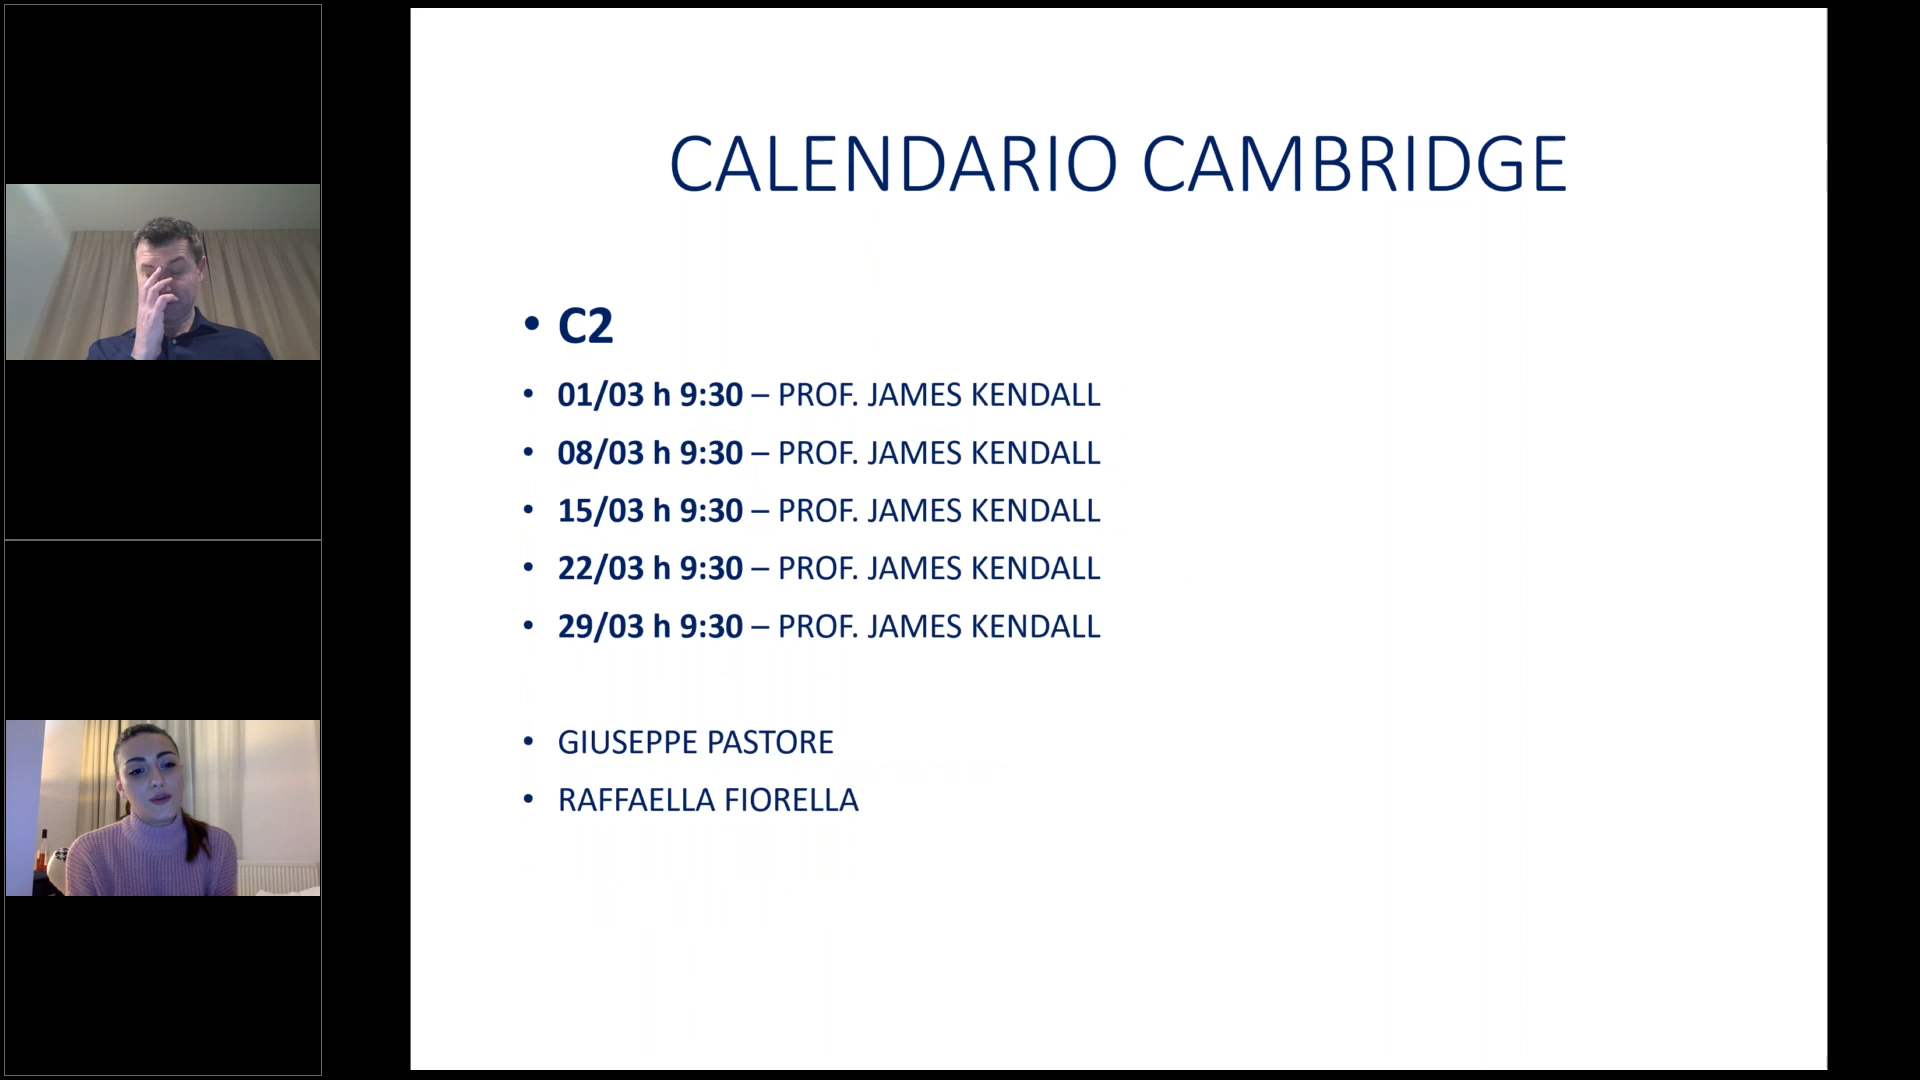 CALENDARIO CAMBRIDGE
• C2
• 01/03 h 9:30 – PROF. JAMES KENDALL
• 08/03 h 9:30 – PROF. JAMES KENDALL
• 15/03 h 9:30 – PROF. JAMES KENDALL
• 22/03 h 9:30 – PROF. JAMES KENDALL
• 29/03 h 9:30 – PROF. JAMES KENDALL
• GIUSEPPE PASTORE
• RAFFAELLA FIORELLA